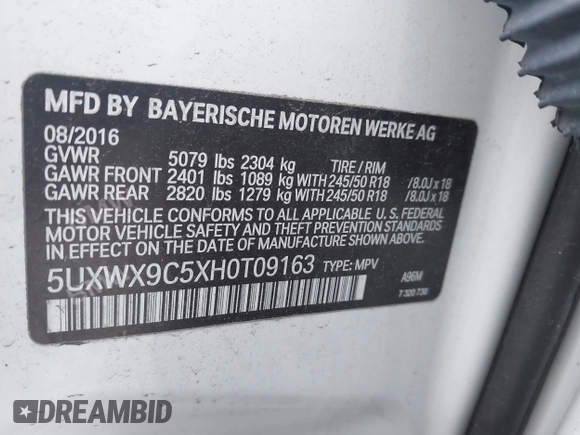 MFD BY BAYERISCHE MOTOREN WERKE AG
08/2016
GVWR 5079 lbs 2304 kg TIRE / RIM
GAWR FRONT 2401 lbs 1089 kg WITH 245/50 R18 /8.0J x 18
GAWR REAR 2820 lbs 1279 kg WITH 245/50 R18 /8.0J x 18
THIS VEHICLE CONFORMS TO ALL APPLICABLE U. S. FEDERAL
MOTOR VEHICLE SAFETY AND THEFT PREVENTION STANDARDS
IN EFFECT ON THE DATE OF MANUFACTURE SHOWN ABOVE.
5UXWX9C5XH0T09163 TYPE: MPV A96M
7 320 730
DREAMBID